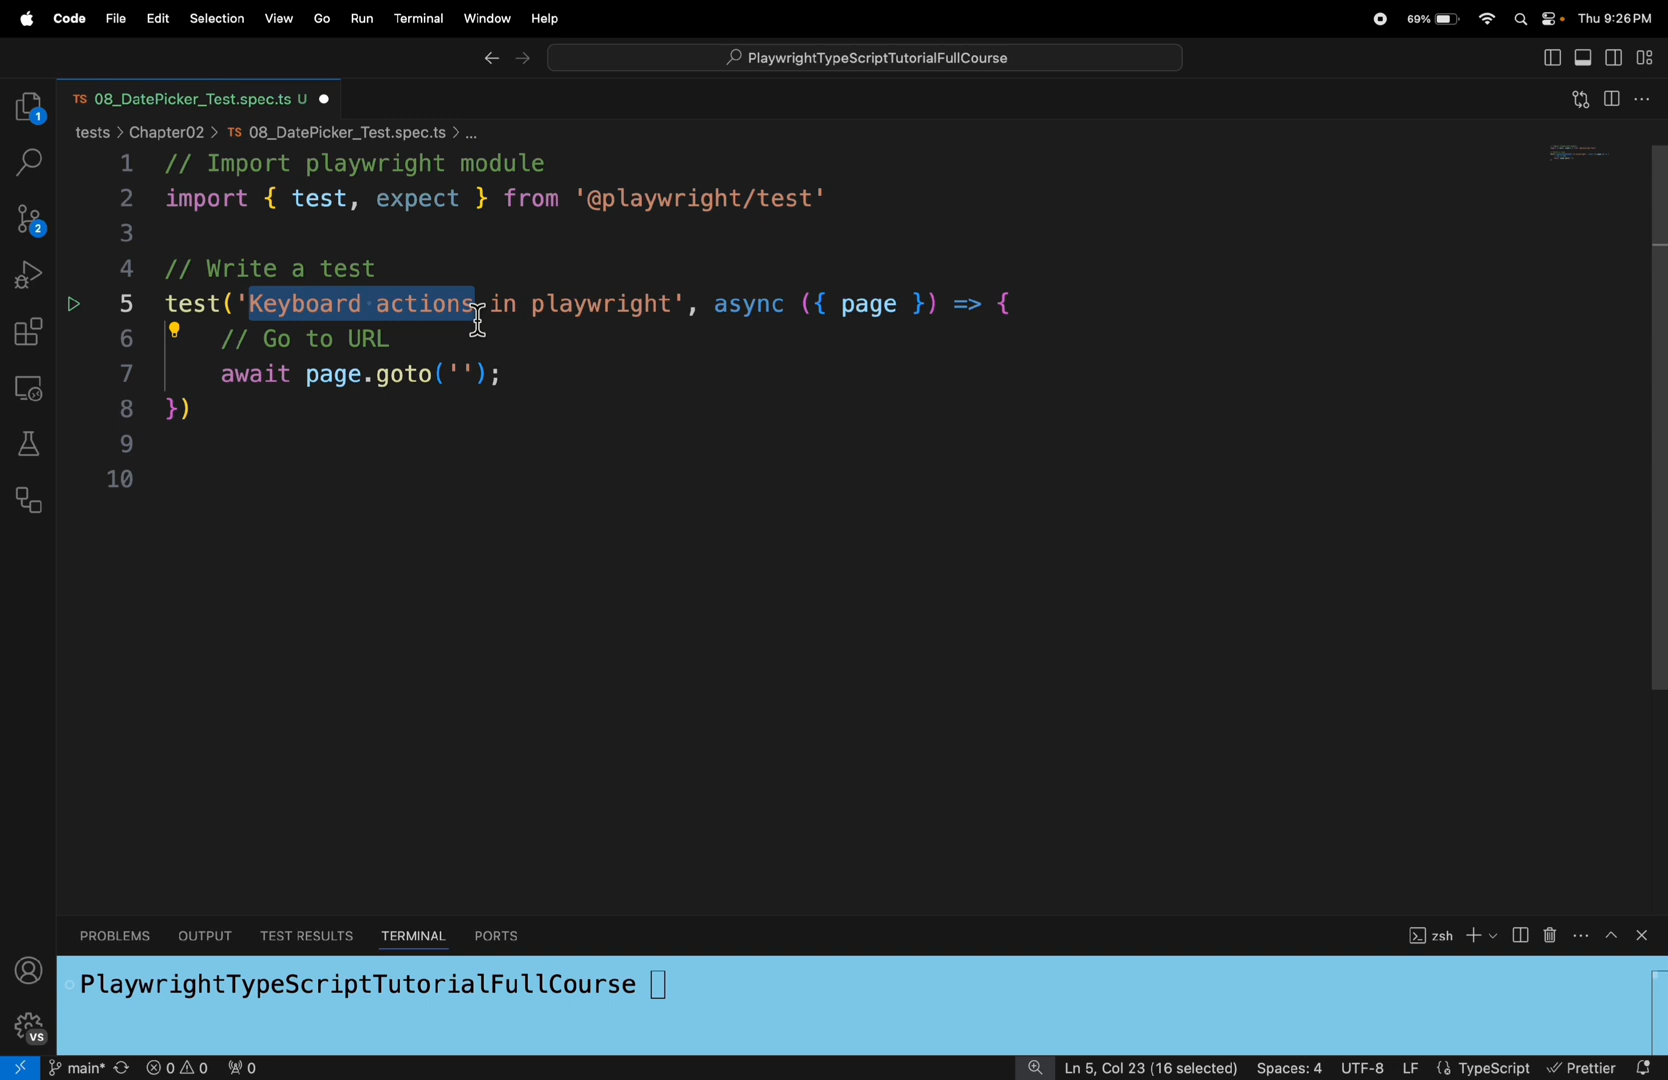 Code File Edit Selection View Go Run Terminal Window Help 69% Thu 9:26 PM
PlaywrightTypeScriptTutorialFullCourse
TS 08_DatePicker_Test.spec.ts U
tests > Chapter02 > TS 08_DatePicker_Test.spec.ts > ...
1 // Import playwright module
2 import { test, expect } from '@playwright/test'
3
4 // Write a test
5 test('Keyboard actions in playwright', async ({ page }) => {
6 // Go to URL
7 await page.goto('');
8 })
9
10
1
2
PROBLEMS OUTPUT TEST RESULTS TERMINAL PORTS zsh
PlaywrightTypeScriptTutorialFullCourse
VS
main* 0 0 0 Ln 5, Col 23 (16 selected) Spaces: 4 UTF-8 LF {} TypeScript Prettier